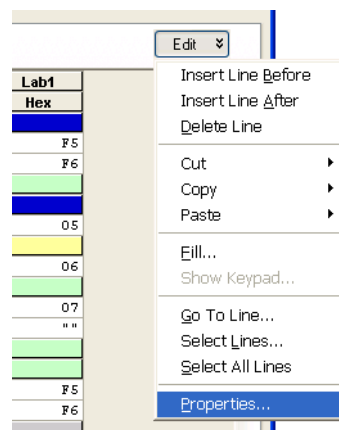 Edit
Lab1
Hex
F5
F6
05
06
07
""
F5
F6
Insert Line Before
Insert Line After
Delete Line
Cut
Copy
Paste
Fill...
Show Keypad...
Go To Line...
Select Lines...
Select All Lines
Properties...